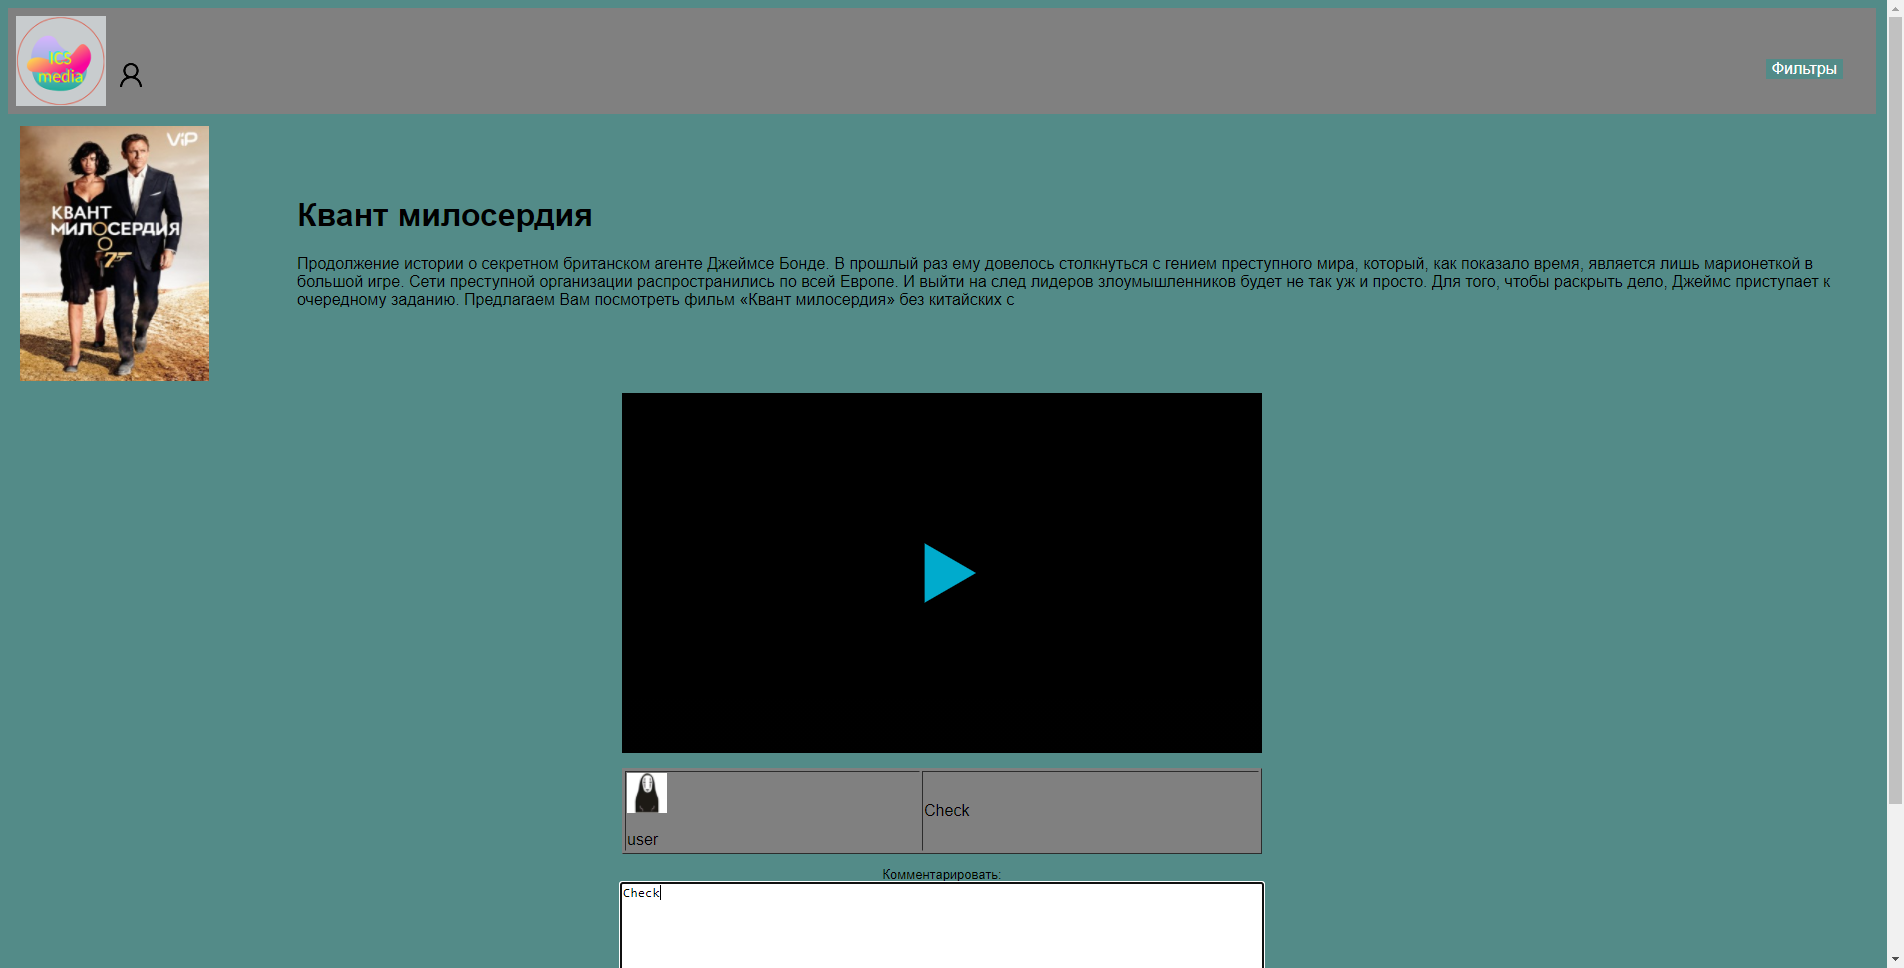 ICS
media
Фильтры
ViP
КВАНТ
МИЛОСЕРДИЯ
007
Квант милосердия
Продолжение истории о секретном британском агенте Джеймсе Бонде. В прошлый раз ему довелось столкнуться с гением преступного мира, который, как показало время, является лишь марионеткой в
большой игре. Сети преступной организации распространились по всей Европе. И выйти на след лидеров злоумышленников будет не так уж и просто. Для того, чтобы раскрыть дело, Джеймс приступает к
очередному заданию. Предлагаем Вам посмотреть фильм «Квант милосердия» без китайских с
Check
user
Комментировать:
Check